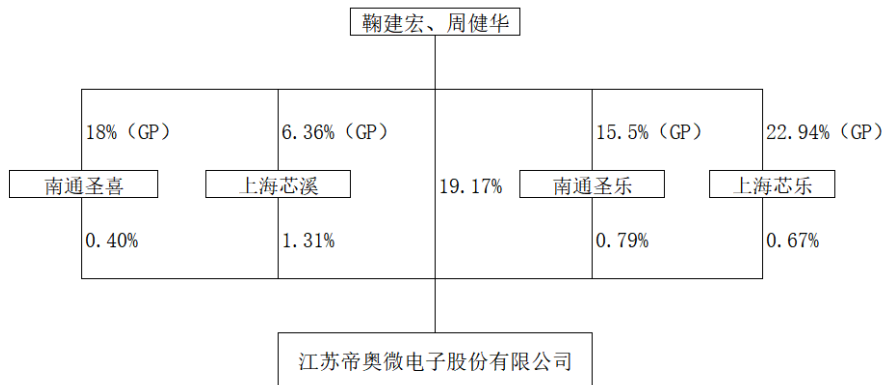 鞠建宏、周健华
18%（GP）
6.36%（GP）
15.5%（GP）
22.94%（GP）
南通圣喜
上海芯溪
19.17%
南通圣乐
上海芯乐
0.40%
1.31%
0.79%
0.67%
江苏帝奥微电子股份有限公司